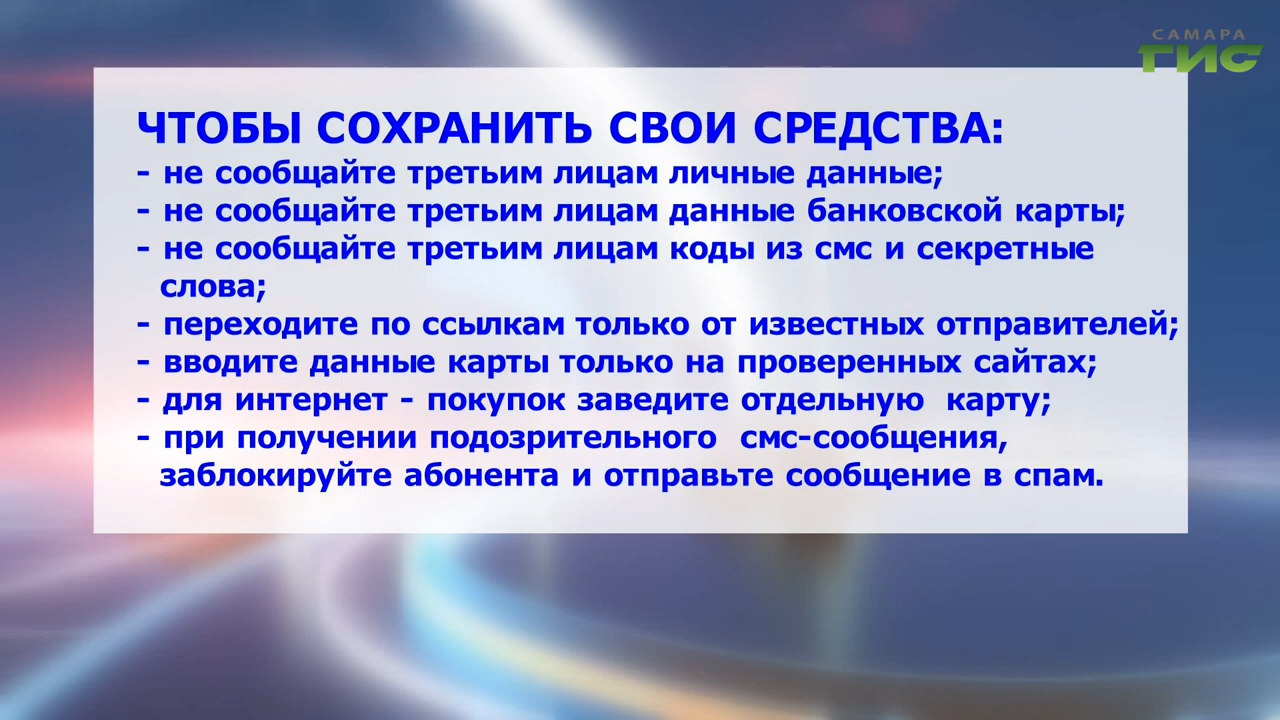 САМАРА
ГИС
ЧТОБЫ СОХРАНИТЬ СВОИ СРЕДСТВА:
- не сообщайте третьим лицам личные данные;
- не сообщайте третьим лицам данные банковской карты;
- не сообщайте третьим лицам коды из смс и секретные
слова;
- переходите по ссылкам только от известных отправителей;
- вводите данные карты только на проверенных сайтах;
- для интернет - покупок заведите отдельную  карту;
- при получении подозрительного  смс-сообщения,
заблокируйте абонента и отправьте сообщение в спам.